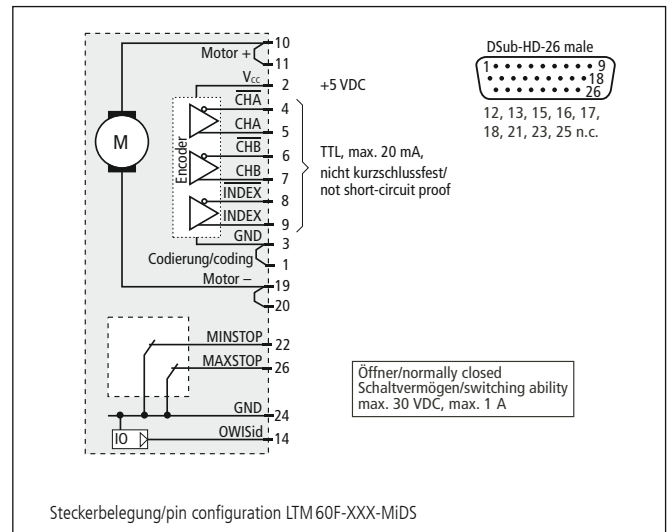 Motor +
10
11
V<sub>cc</sub> 2 +5 VDC
CHA 4
CHA 5
CHB 6
CHB 7
INDEX 8
INDEX 9
GND 3
Codierung/coding 1
Motor – 19
20
M
Encoder
TTL, max. 20 mA,
nicht kurzschlussfest/
not short-circuit proof
DSub-HD-26 male
1 9
18
26
12, 13, 15, 16, 17,
18, 21, 23, 25 n.c.
MINSTOP 22
MAXSTOP 26
GND 24
IO OWISid 14
Öffner/normally closed
Schaltvermögen/switching ability
max. 30 VDC, max. 1 A
Steckerbelegung/pin configuration LTM 60F-XXX-MiDS